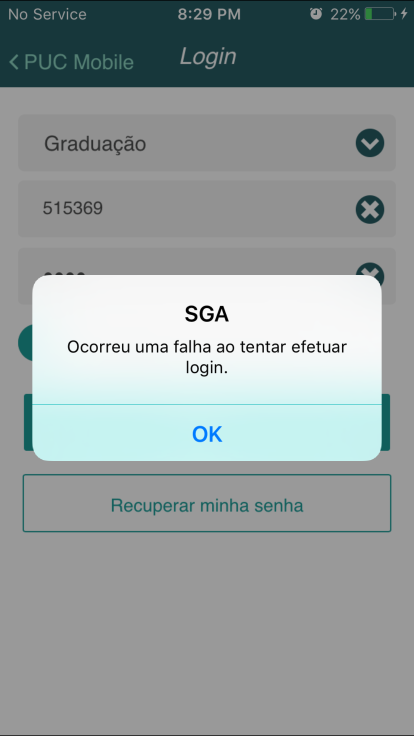 No Service 8:29 PM 22%
PUC Mobile Login
Graduação
515369
SGA
Ocorreu uma falha ao tentar efetuar
login.
OK
Recuperar minha senha